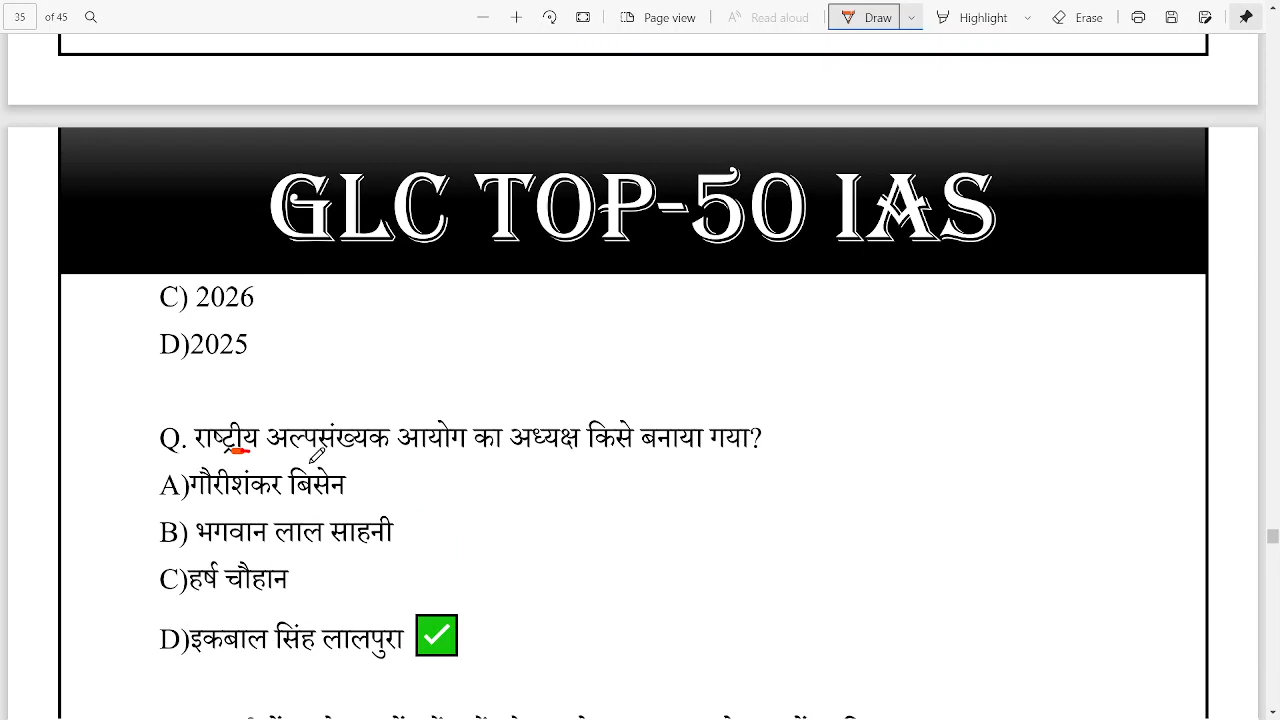 35 of 45 Page view Read aloud Draw Highlight Erase
GLC TOP-50 IAS
C) 2026
D)2025
Q. राष्ट्रीय अल्पसंख्यक आयोग का अध्यक्ष किसे बनाया गया?
A)गौरीशंकर बिसेन
B) भगवान लाल साहनी
C)हर्ष चौहान
D)इकबाल सिंह लालपुरा